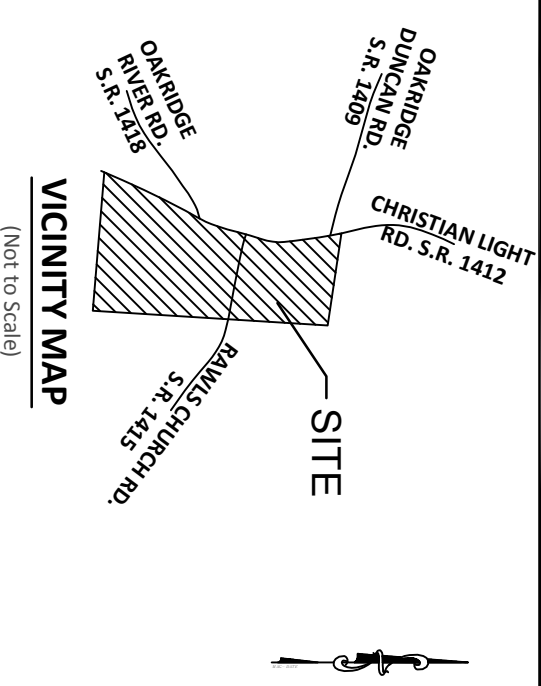 OAKRIDGE
DUNCAN RD.
S.R. 1409
CHRISTIAN LIGHT
RD. S.R. 1412
OAKRIDGE
RIVER RD.
S.R. 1418
RAWLS CHURCH RD.
S.R. 1415
SITE
VICINITY MAP
(Not to Scale)